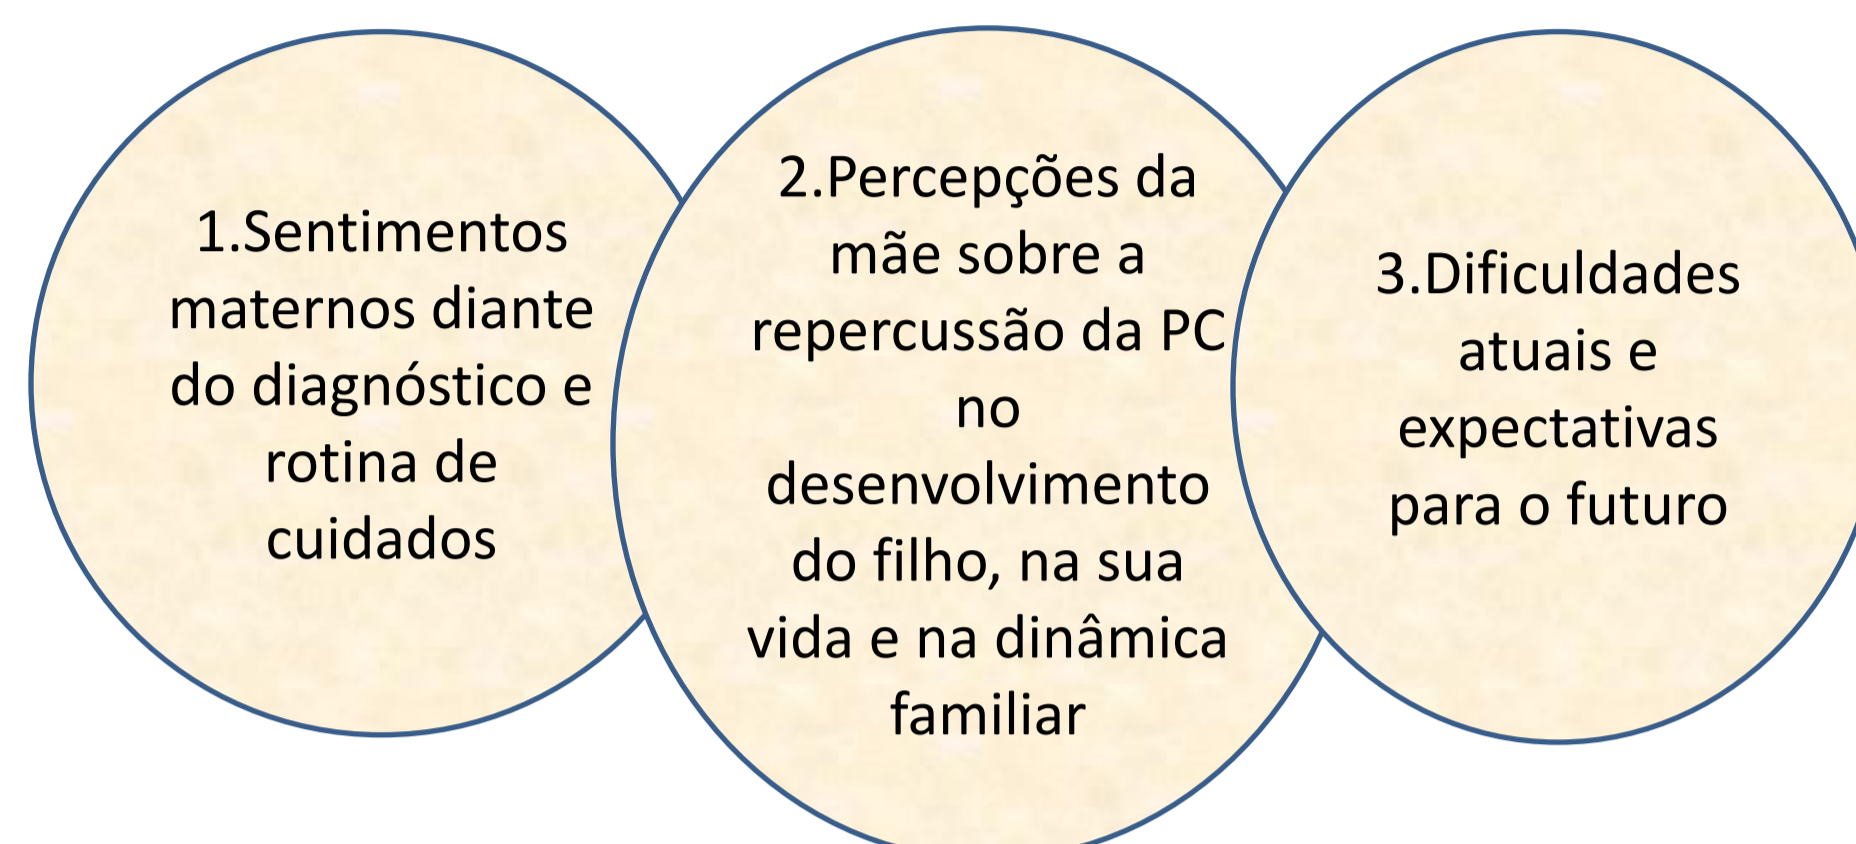 1.Sentimentos
maternos diante
do diagnóstico e
rotina de
cuidados
2.Percepções da
mãe sobre a
repercussão da PC
no
desenvolvimento
do filho, na sua
vida e na dinâmica
familiar
3.Dificuldades
atuais e
expectativas
para o futuro